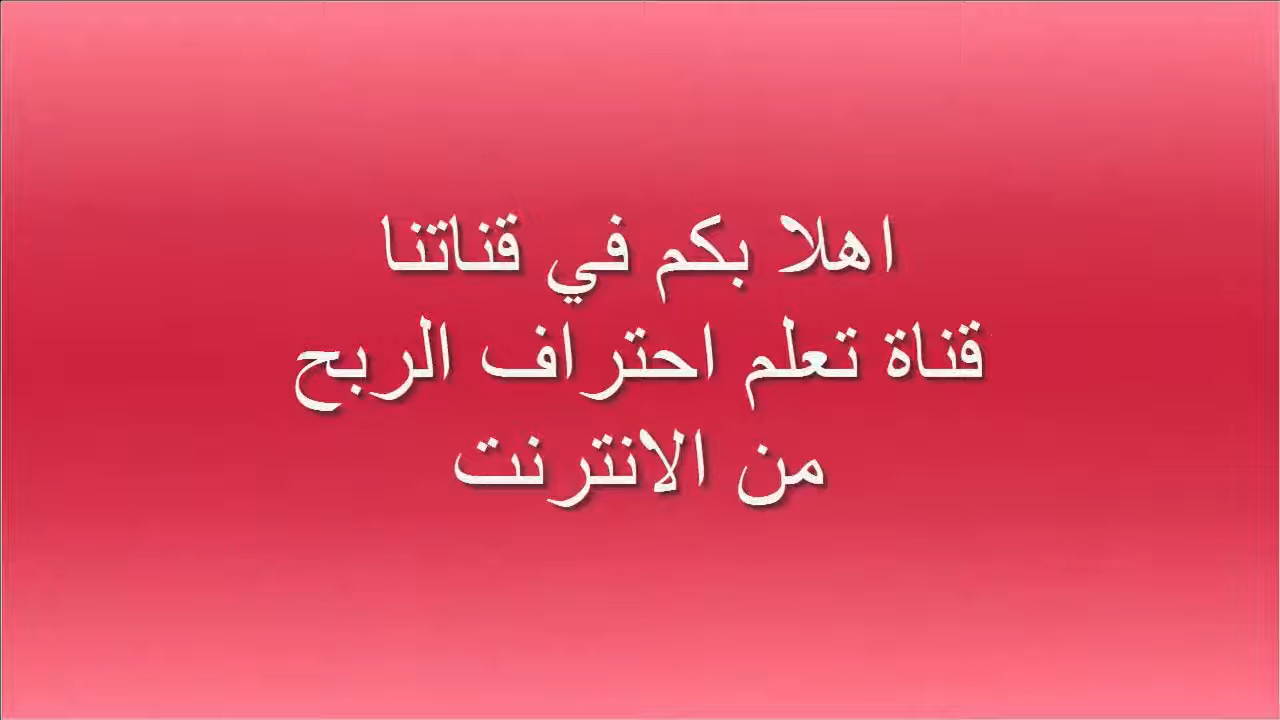 اهلا بكم في قناتنا
قناة تعلم احتراف الربح
من الانترنت